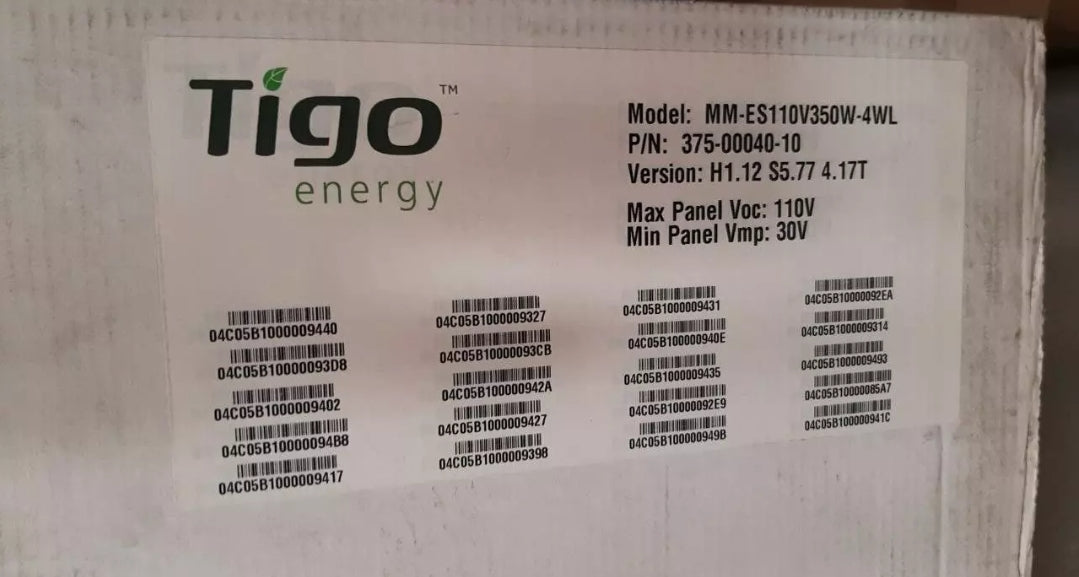 Tigo™
energy
Model: MM-ES110V350W-4WL
P/N: 375-00040-10
Version: H1.12 S5.77 4.17T
Max Panel Voc: 110V
Min Panel Vmp: 30V
04C05B1000009440
04C05B10000093D8
04C05B1000009402
04C05B10000094B8
04C05B1000009417
04C05B1000009327
04C05B10000093CB
04C05B100000942A
04C05B1000009427
04C05B1000009398
04C05B1000009431
04C05B100000940E
04C05B1000009435
04C05B10000092E9
04C05B100000949B
04C05B10000092EA
04C05B1000009314
04C05B1000009493
04C05B10000085A7
04C05B100000941C